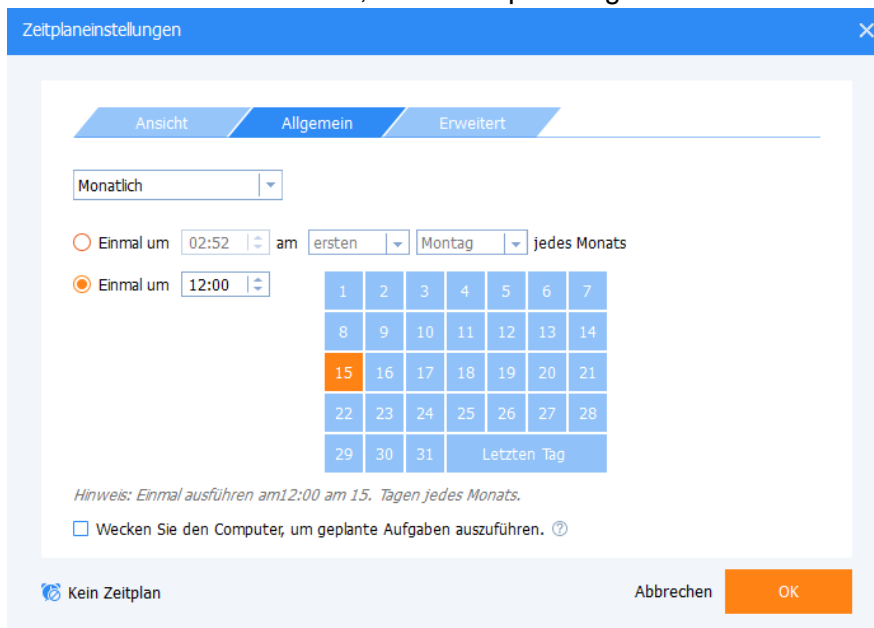 Zeitplaneinstellungen
Ansicht Allgemein Erweitert
Monatlich
Einmal um 02:52 am ersten Montag jedes Monats
Einmal um 12:00
1 2 3 4 5 6 7
8 9 10 11 12 13 14
15 16 17 18 19 20 21
22 23 24 25 26 27 28
29 30 31 Letzten Tag
Hinweis: Einmal ausführen am12:00 am 15. Tagen jedes Monats.
Wecken Sie den Computer, um geplante Aufgaben auszuführen. ?
Kein Zeitplan Abbrechen OK